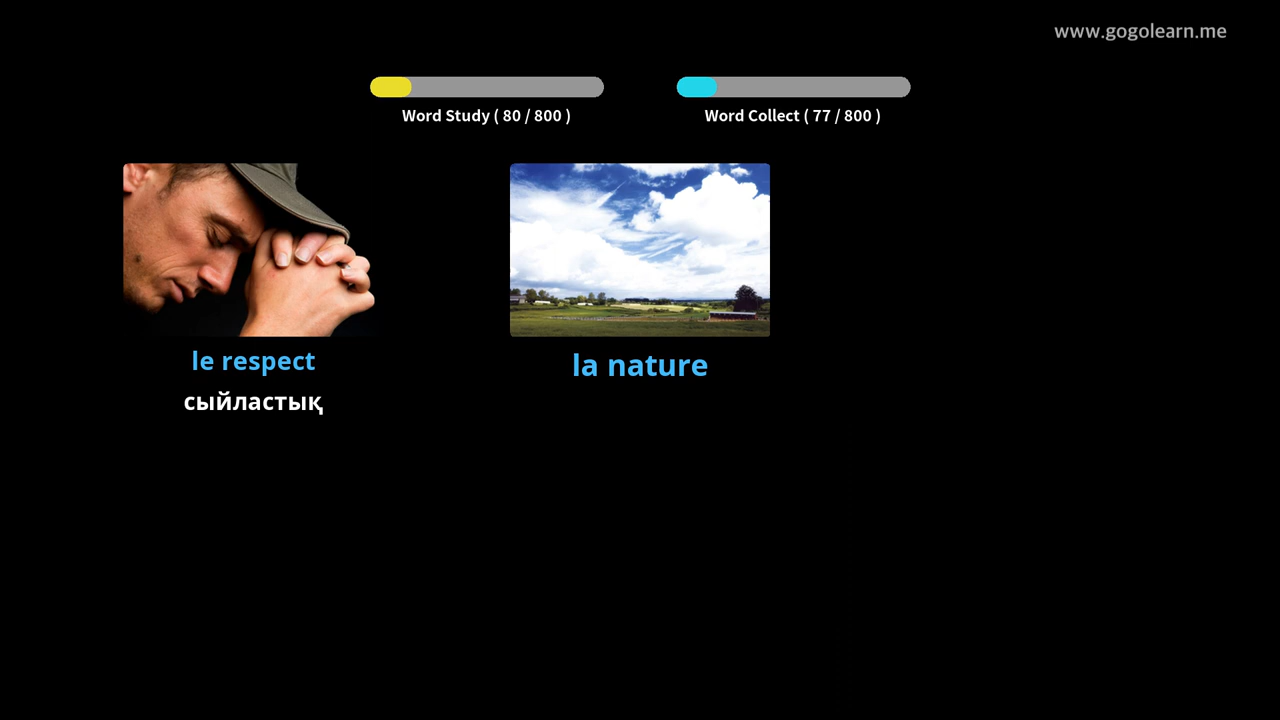 www.gogolearn.me
Word Study ( 80 / 800 )
Word Collect ( 77 / 800 )
le respect
сыйластық
la nature